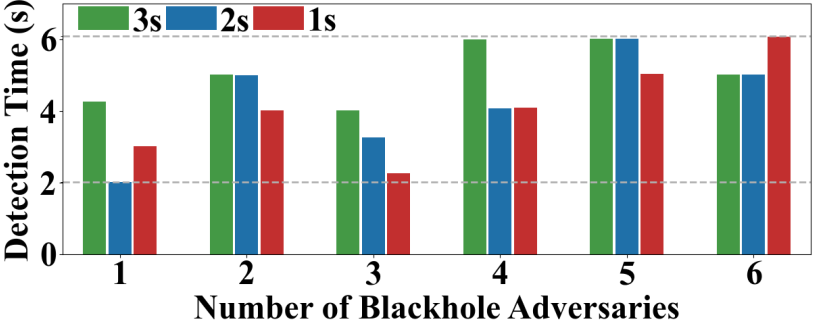 3s 2s 1s
Detection Time (s)
6
4
2
0
1 2 3 4 5 6
Number of Blackhole Adversaries